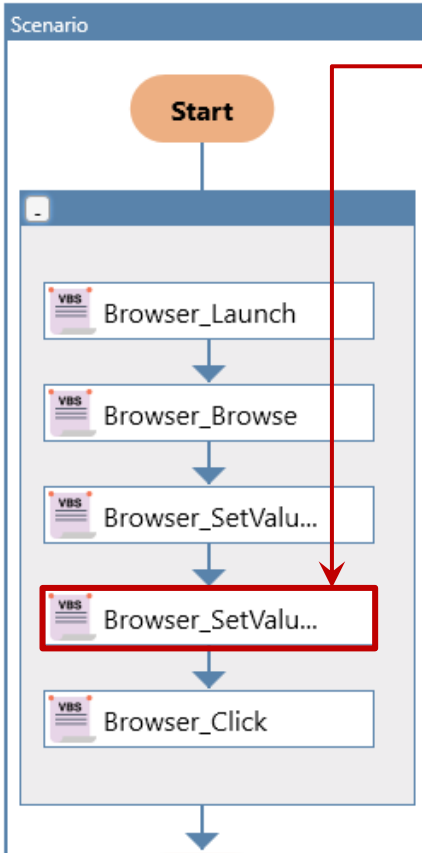 Scenario
Start
-
VBS
Browser_Launch
VBS
Browser_Browse
VBS
Browser_SetValu...
VBS
Browser_SetValu...
VBS
Browser_Click